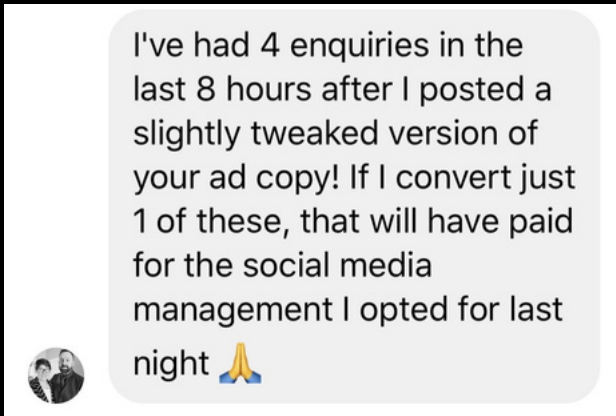 I've had 4 enquiries in the
last 8 hours after I posted a
slightly tweaked version of
your ad copy! If I convert just
1 of these, that will have paid
for the social media
management I opted for last
night 🙏